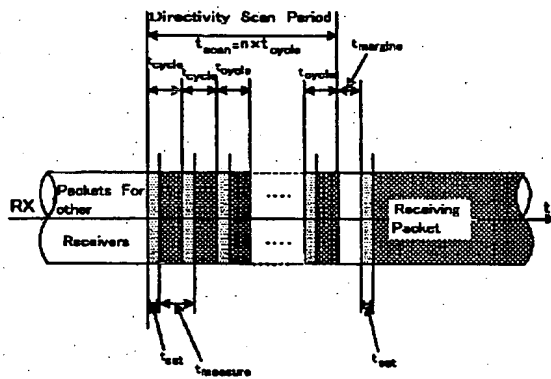 Directivity Scan Period
tscan=n×tcycle
tmargine
tcycle
tcycle
tcycle
tcycle
RX
Packets For
other
Receivers
....
....
Receiving
Packet
t
tset
tmeasure
tset